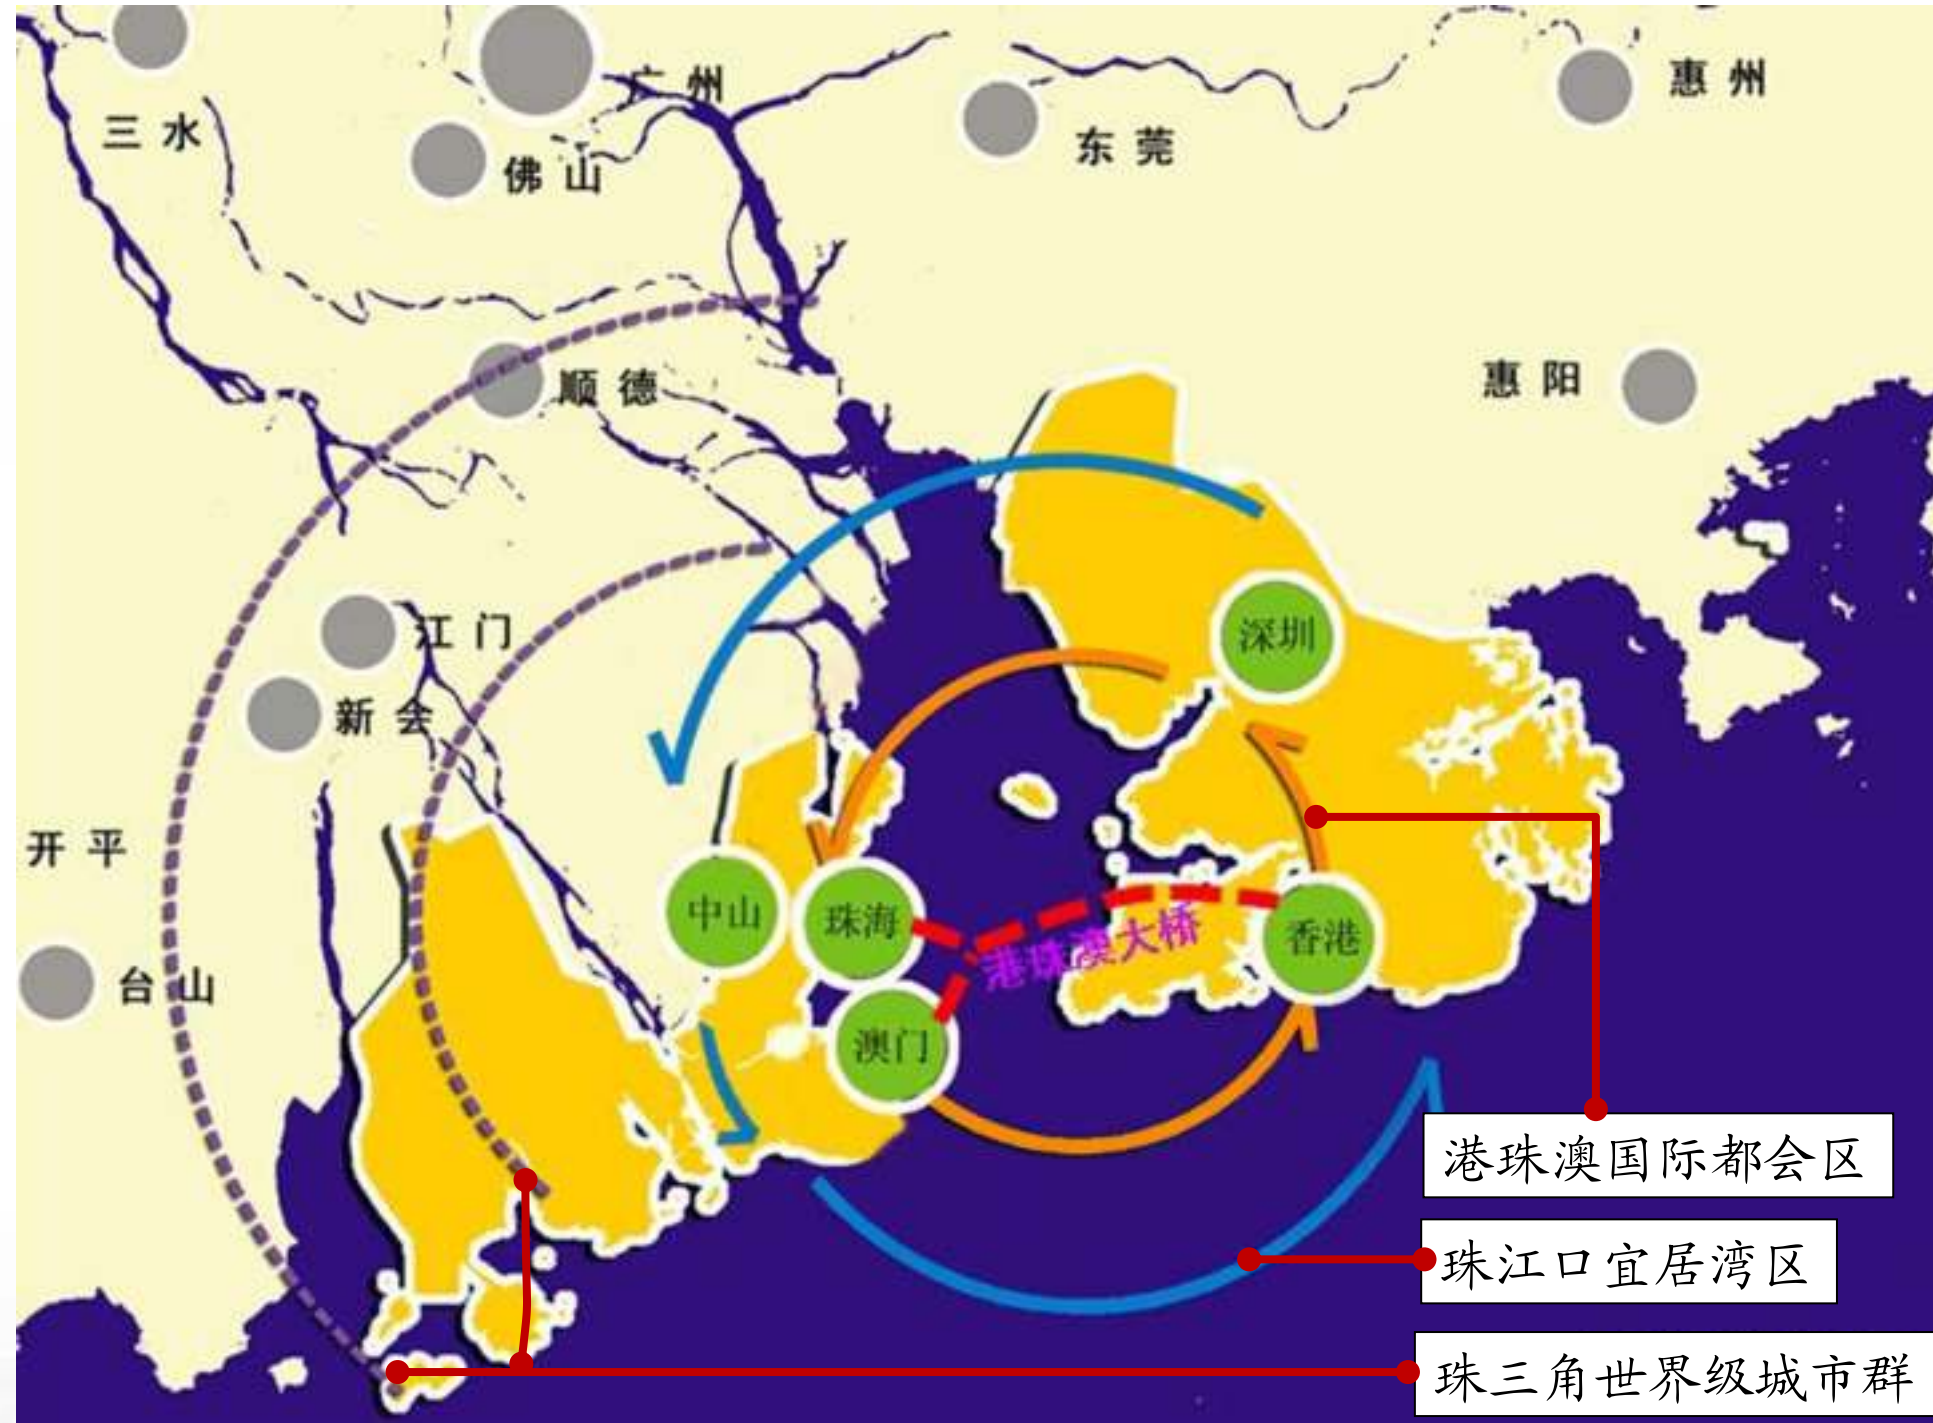 广州
惠州
三水
佛山
东莞
顺德
惠阳
江门
深圳
新会
开平
中山
珠海
港珠澳大桥
香港
台山
澳门
港珠澳国际都会区
珠江口宜居湾区
珠三角世界级城市群